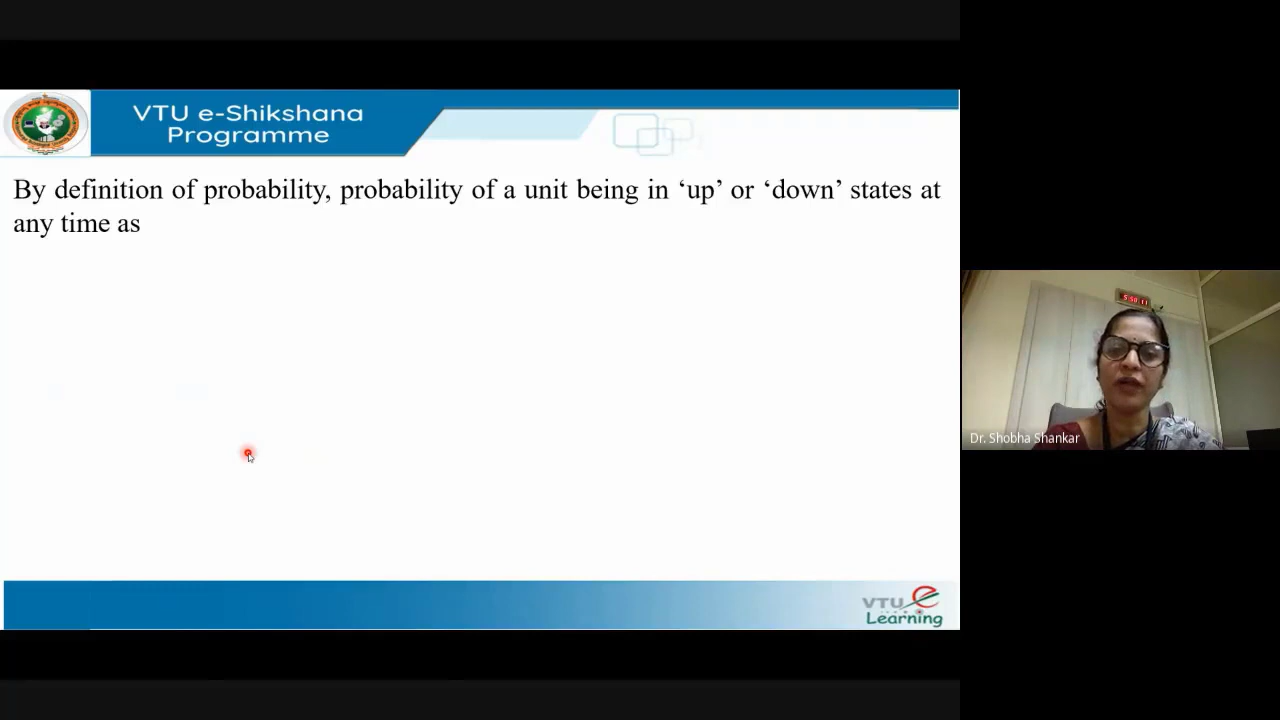 VTU e-Shikshana
Programme
By definition of probability, probability of a unit being in ‘up’ or ‘down’ states at
any time as
Dr. Shobha Shankar
VTU e
Learning